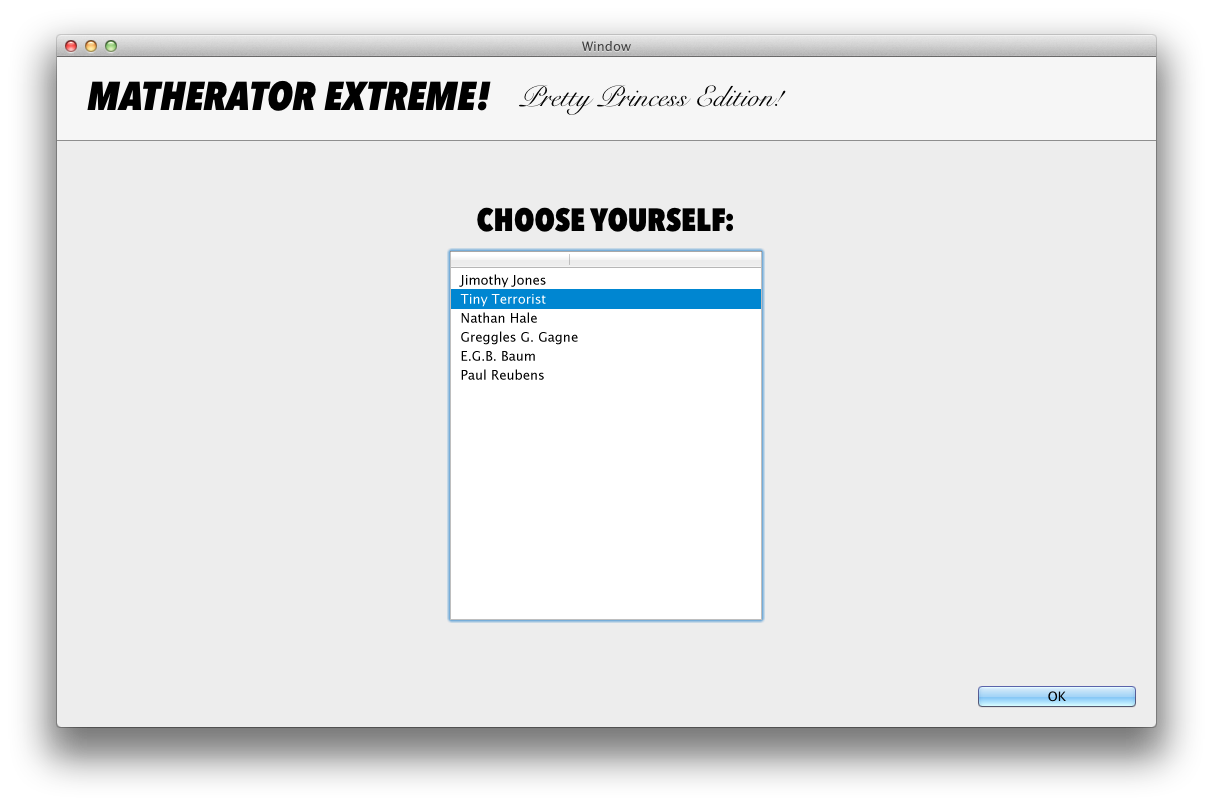 Window
MATHERATOR EXTREME! Pretty Princess Edition!
CHOOSE YOURSELF:
Jimothy Jones
Tiny Terrorist
Nathan Hale
Greggles G. Gagne
E.G.B. Baum
Paul Reubens
OK